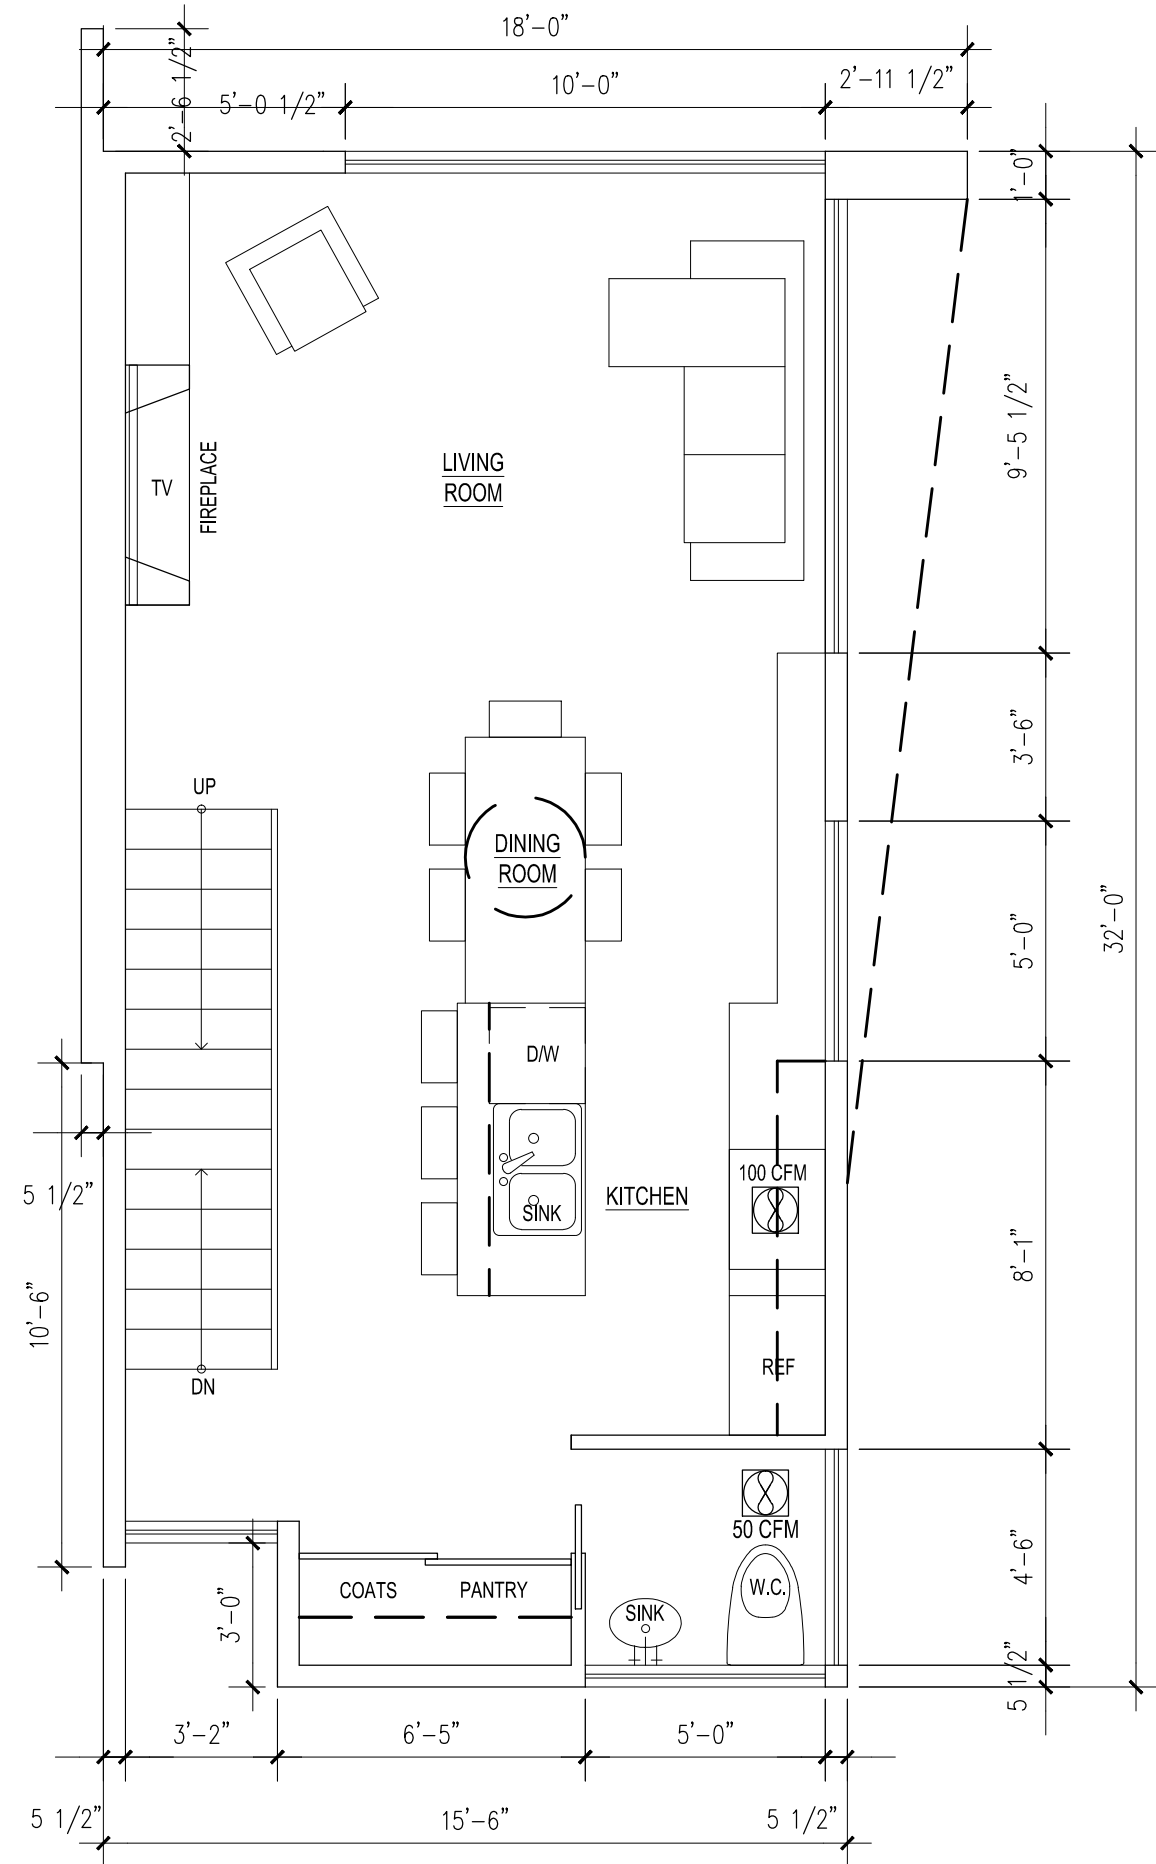 18'-0"
2'-6 1/2"
5'-0 1/2"
10'-0"
2'-11 1/2"
1'-0"
LIVING
ROOM
TV
FIREPLACE
9'-5 1/2"
3'-6"
UP
DINING
ROOM
5'-0"
32'-0"
D/W
5 1/2"
SINK
KITCHEN
100 CFM
8'-1"
10'-6"
REF
DN
50 CFM
COATS
PANTRY
W.C.
SINK
4'-6"
3'-0"
5 1/2"
3'-2"
6'-5"
5'-0"
5 1/2"
15'-6"
5 1/2"